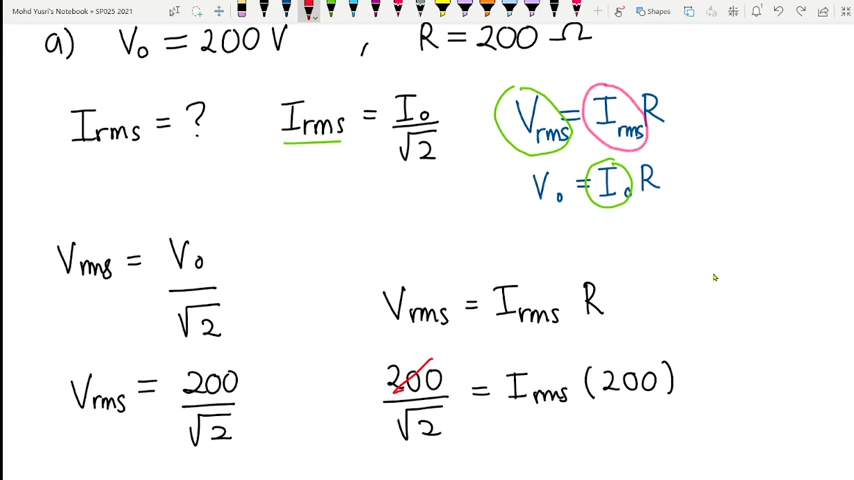 Mohd Yusri's Notebook » SP025 2021
Shapes
a) V₀ = 200 V , R = 200 Ω
Irms = ? Irms = I₀/√2 Vrms = Irms R
V₀ = I₀ R
Vrms = V₀/√2
Vrms = Irms R
Vrms = 200/√2 200/√2 = Irms (200)